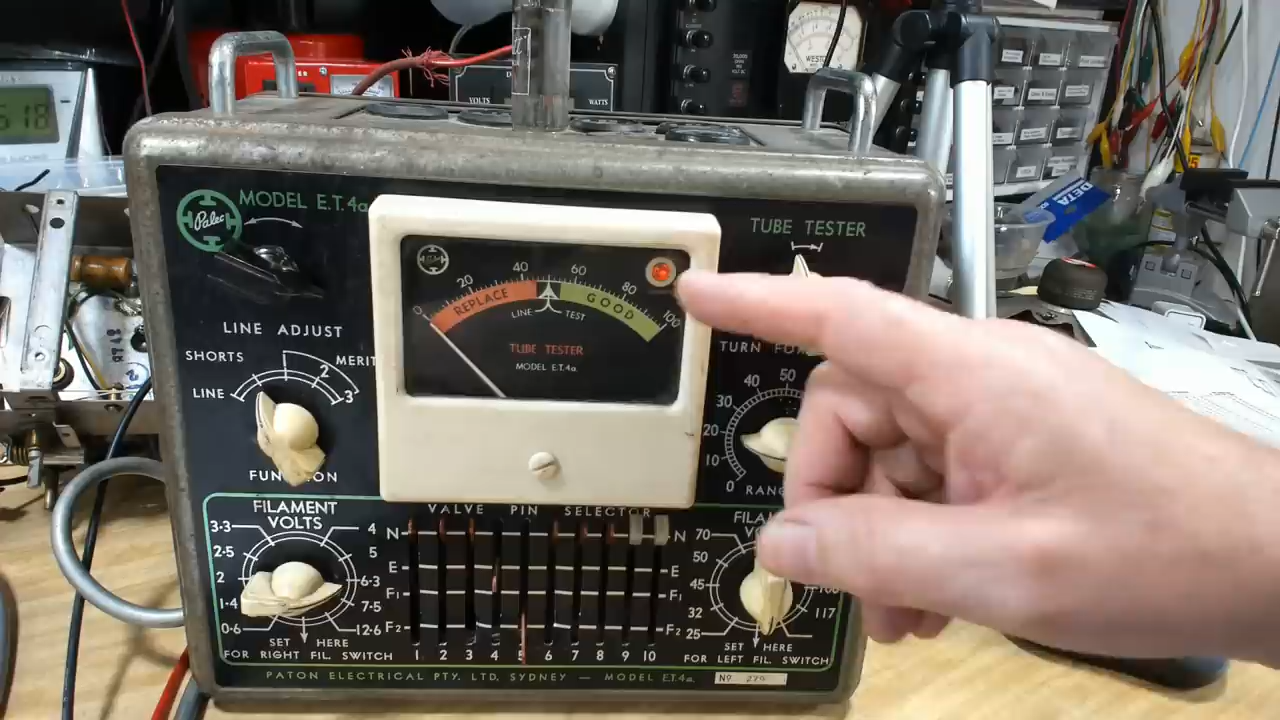 618
VOLTS
WATTS
Palec
MODEL E.T.4a
TUBE TESTER
0 20 40 60 80 100
REPLACE
GOOD
LINE
TEST
TUBE TESTER
MODEL E.T.4a.
LINE ADJUST
SHORTS
MERIT
LINE
2
3
TURN
0 10 20 30 40 50
FILAMENT
VOLTS
3·3
2·5
2
1·4
0·6
4
5
6·3
7·5
12·6
SET HERE
FOR RIGHT FIL. SWITCH
VALVE PIN SELECTOR
N N
E E
F1 F1
F2 F2
1 2 3 4 5 6 7 8 9 10
70
50
45
32
25
117
SET HERE
FOR LEFT FIL. SWITCH
PATON ELECTRICAL PTY. LTD. SYDNEY — MODEL E.T.4a.
Nº
DETA